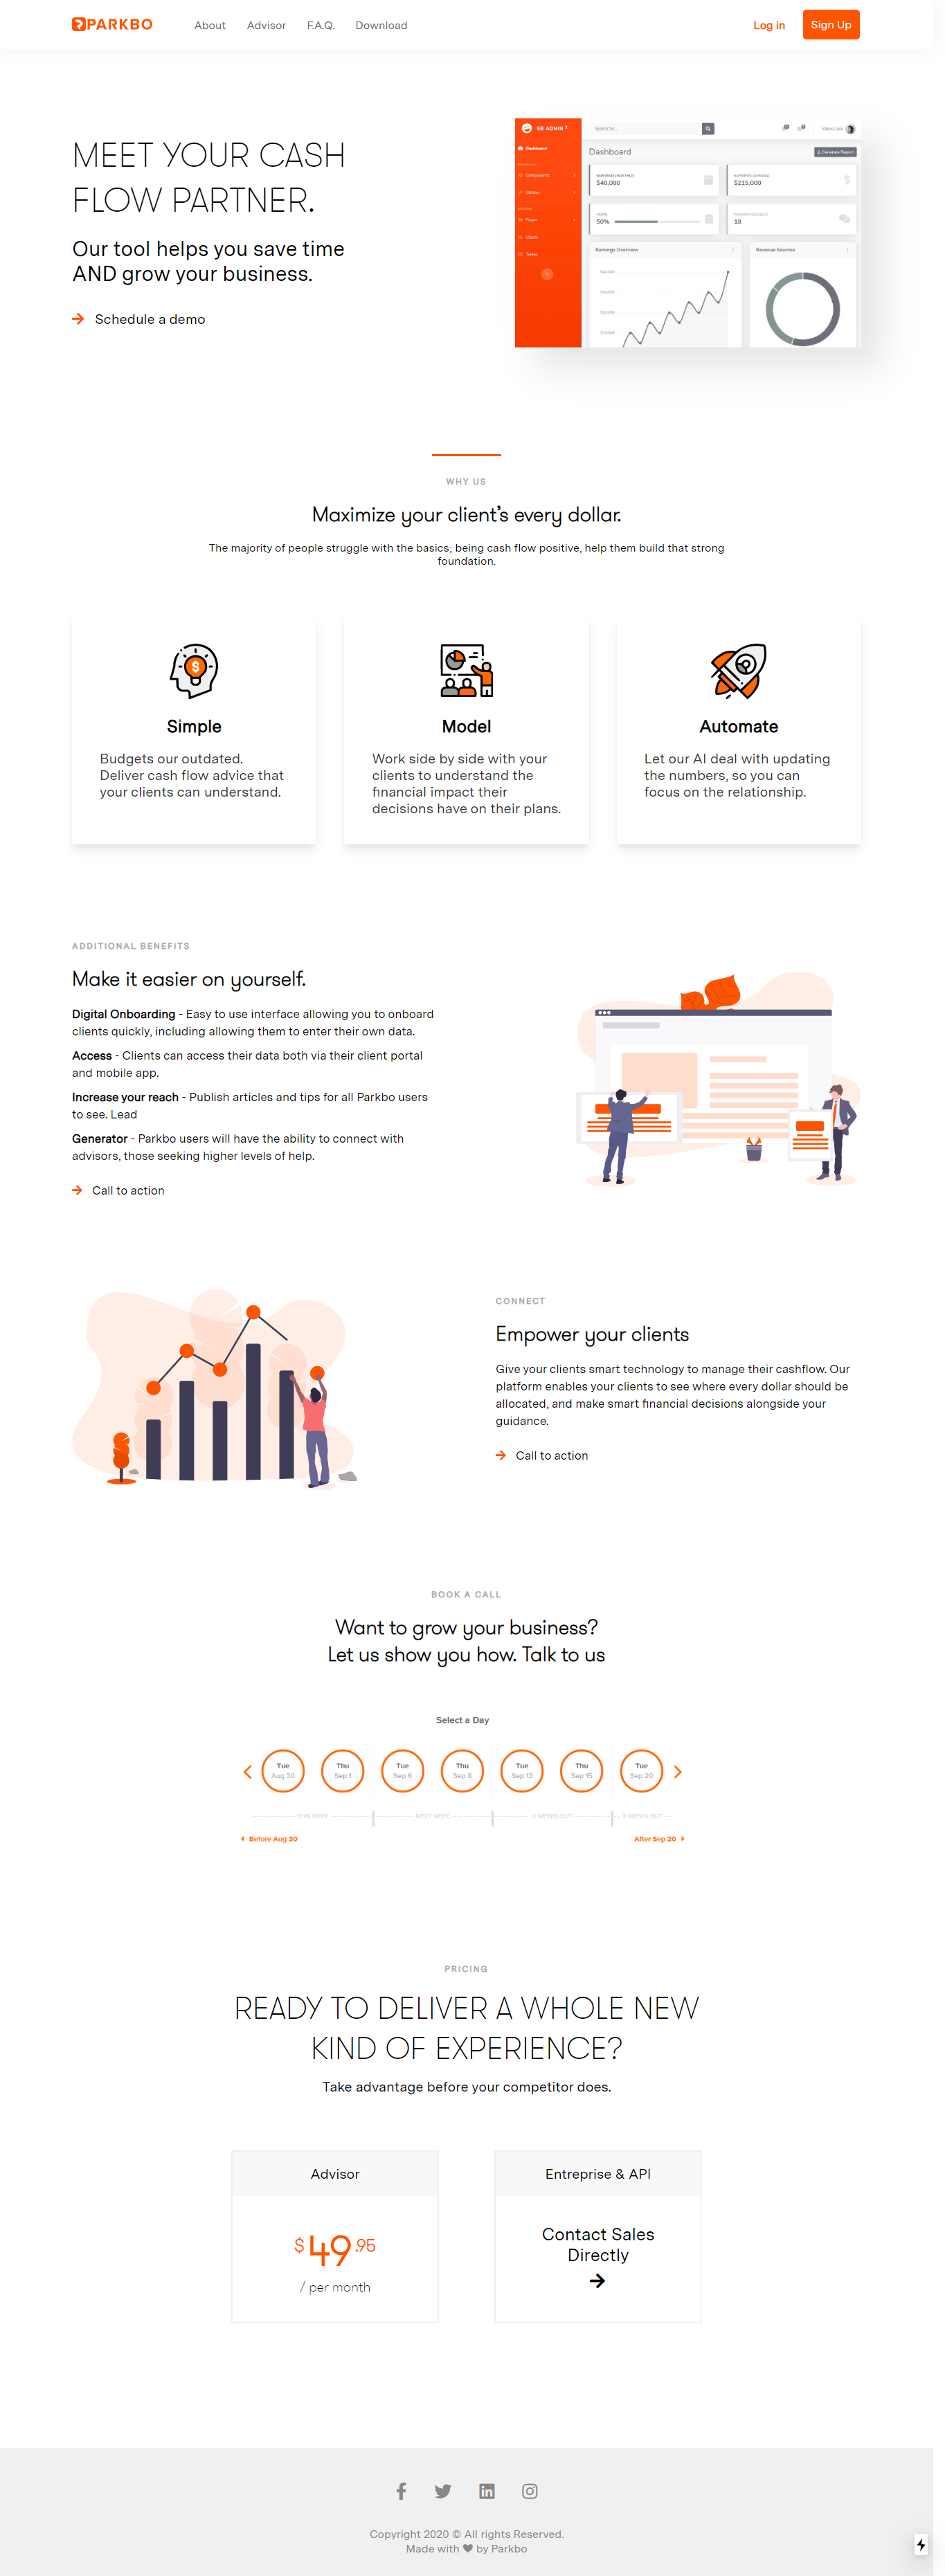 PARKBO
About
Advisor
F.A.Q.
Download
Log in
Sign Up
MEET YOUR CASH
FLOW PARTNER.
Our tool helps you save time
AND grow your business.
Schedule a demo
SB ADMIN
Dashboard
Components
Utilities
Pages
Charts
Tables
Search for...
Dashboard
Generate Report
$40,000
$215,000
50%
18
Earnings Overview
Revenue Sources
WHY US
Maximize your client’s every dollar.
The majority of people struggle with the basics; being cash flow positive, help them build that strong
foundation.
Simple
Budgets our outdated.
Deliver cash flow advice that
your clients can understand.
Model
Work side by side with your
clients to understand the
financial impact their
decisions have on their plans.
Automate
Let our AI deal with updating
the numbers, so you can
focus on the relationship.
ADDITIONAL BENEFITS
Make it easier on yourself.
Digital Onboarding - Easy to use interface allowing you to onboard
clients quickly, including allowing them to enter their own data.
Access - Clients can access their data both via their client portal
and mobile app.
Increase your reach - Publish articles and tips for all Parkbo users
to see. Lead
Generator - Parkbo users will have the ability to connect with
advisors, those seeking higher levels of help.
Call to action
CONNECT
Empower your clients
Give your clients smart technology to manage their cashflow. Our
platform enables your clients to see where every dollar should be
allocated, and make smart financial decisions alongside your
guidance.
Call to action
BOOK A CALL
Want to grow your business?
Let us show you how. Talk to us
Select a Day
Tue
Aug 30
Thu
Sep 1
Tue
Sep 6
Thu
Sep 8
Tue
Sep 13
Thu
Sep 15
Tue
Sep 20
THIS WEEK
NEXT WEEK
2 WEEKS OUT
3 WEEKS OUT
Before Aug 30
After Sep 20
PRICING
READY TO DELIVER A WHOLE NEW
KIND OF EXPERIENCE?
Take advantage before your competitor does.
Advisor
$ 49 .95
/ per month
Entreprise & API
Contact Sales
Directly
Copyright 2020 © All rights Reserved.
Made with ♥ by Parkbo